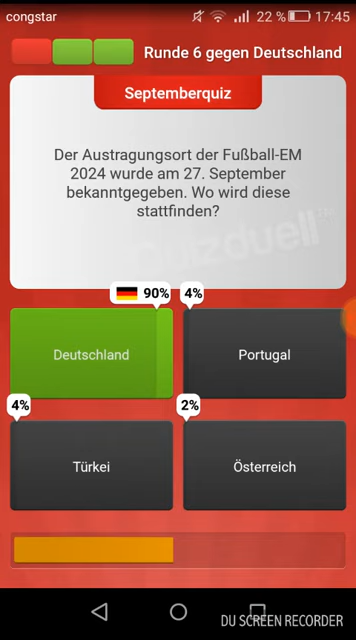 congstar 22 % 17:45
Runde 6 gegen Deutschland
Septemberquiz
Der Austragungsort der Fußball-EM
2024 wurde am 27. September
bekanntgegeben. Wo wird diese
stattfinden?
Quizduell
90% 4%
Deutschland Portugal
4% 2%
Türkei Österreich
DU SCREEN RECORDER